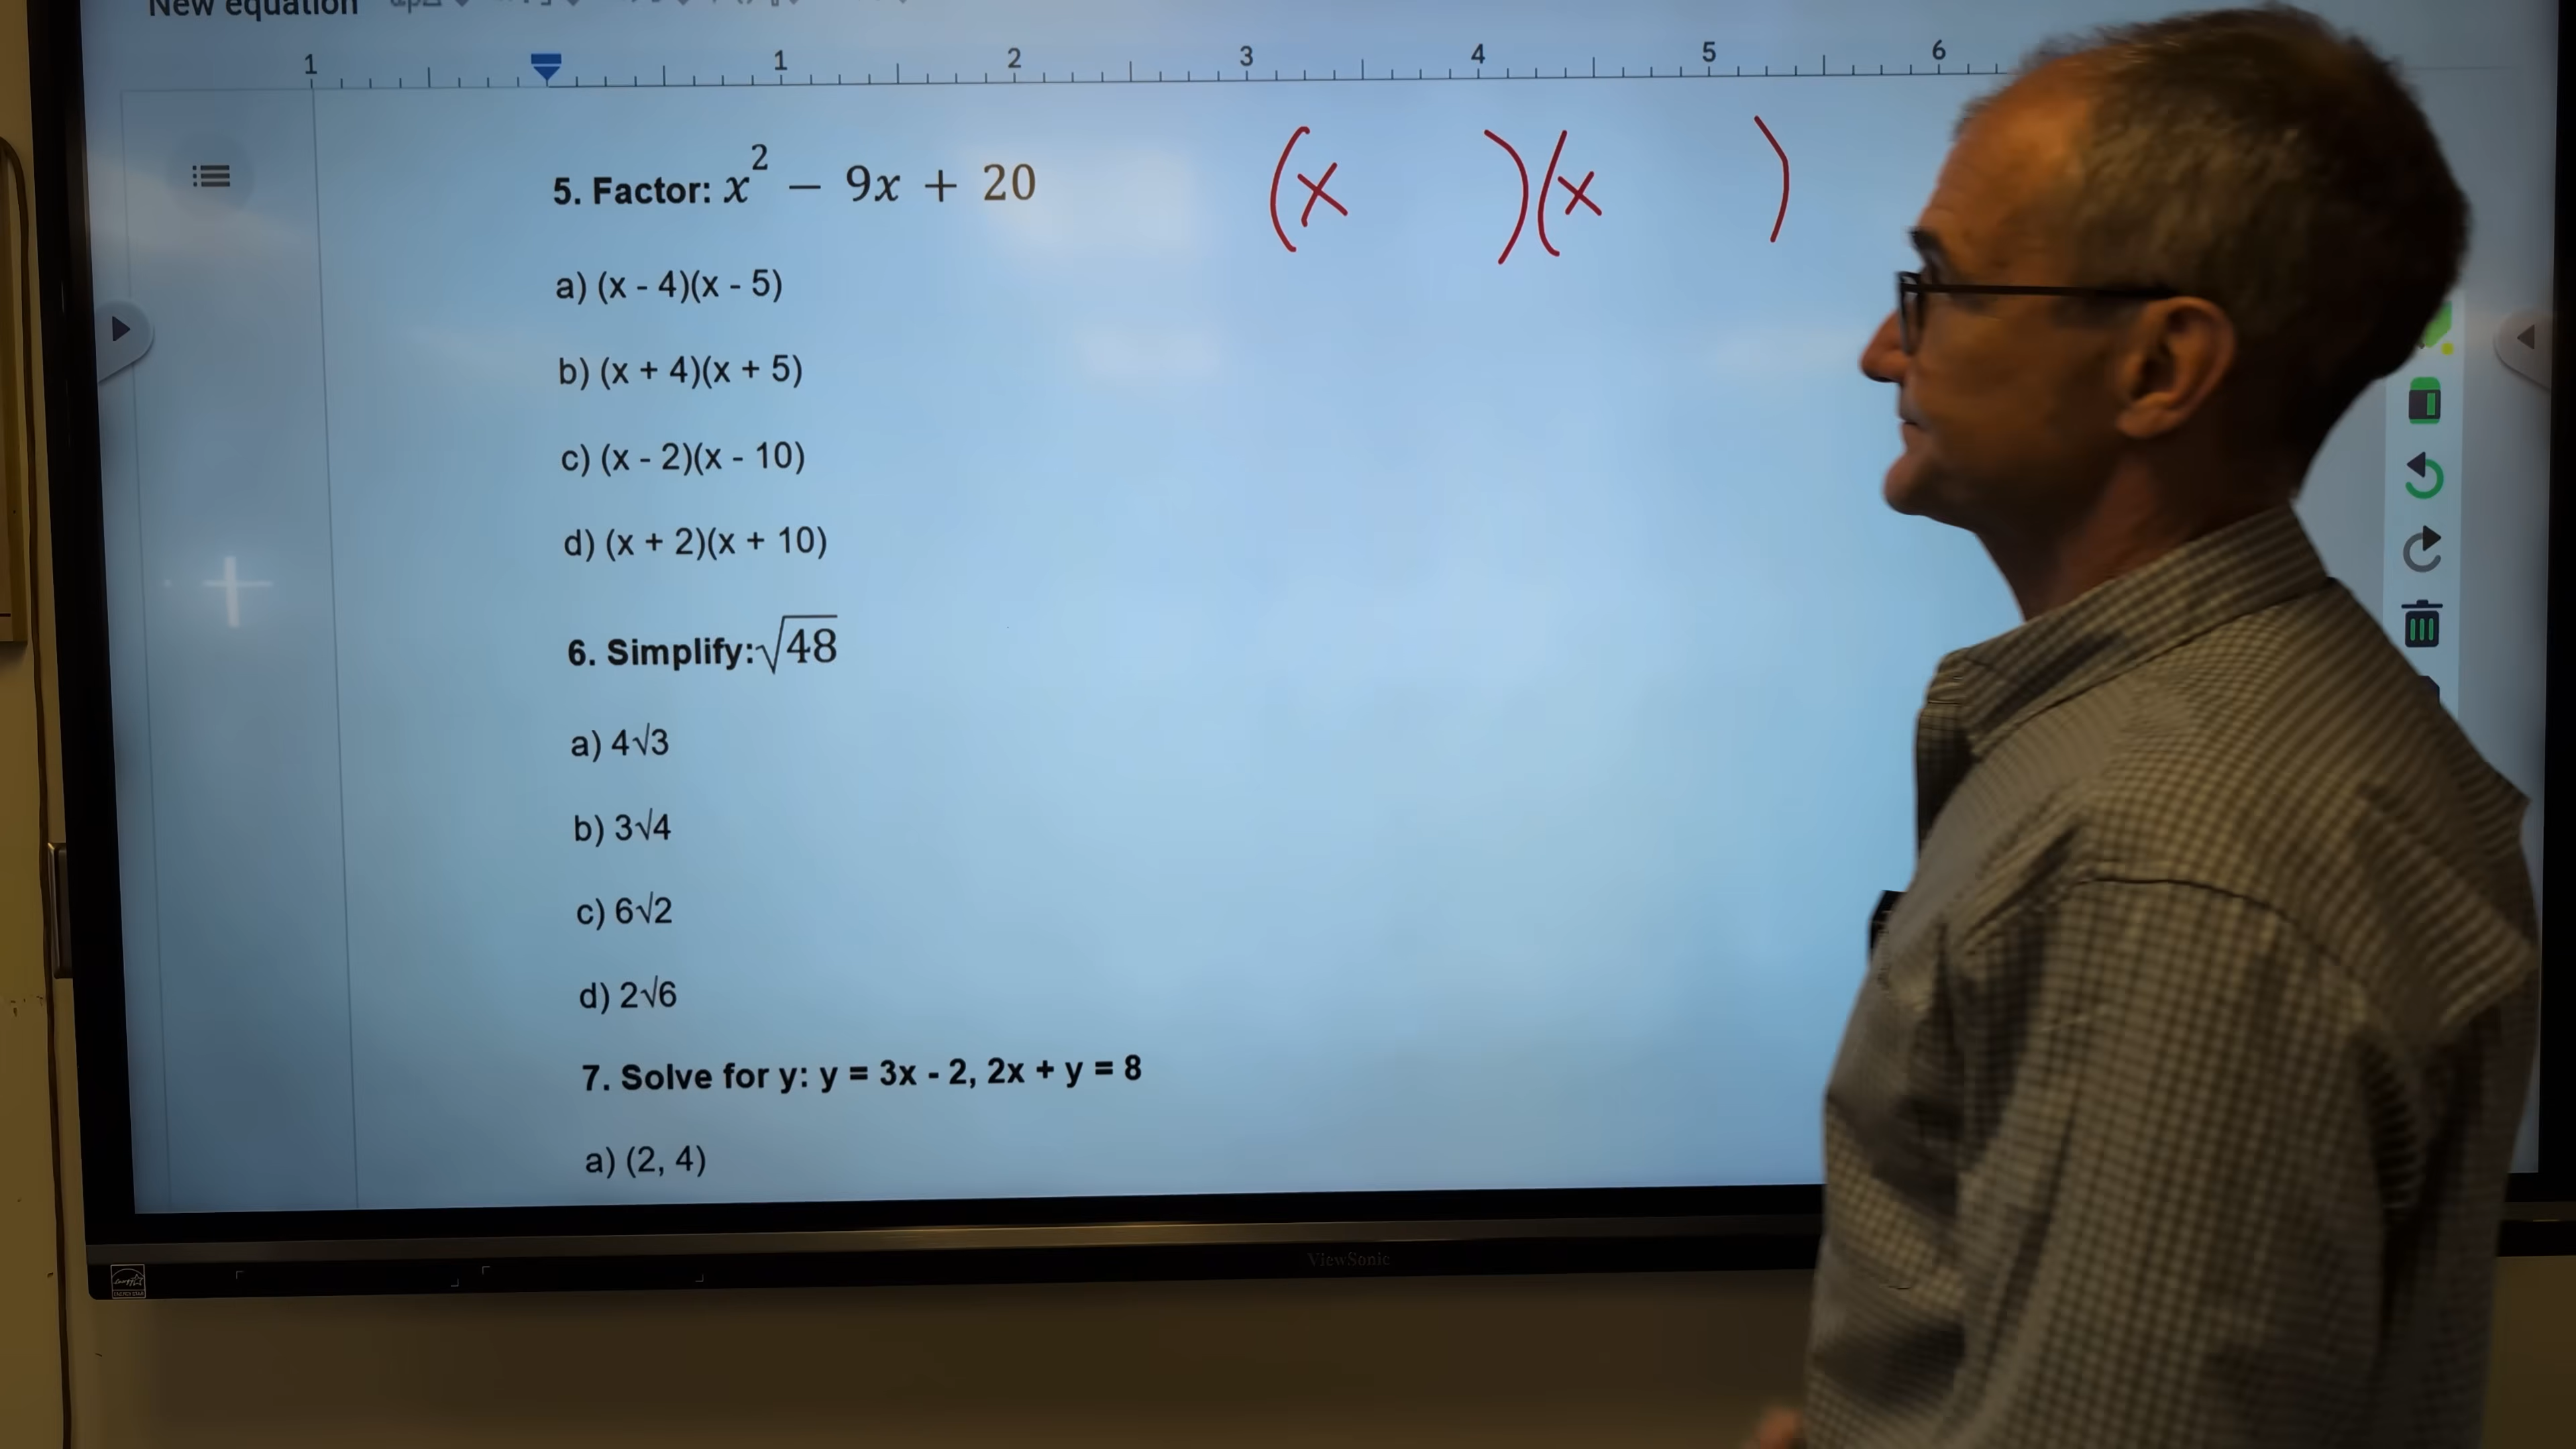 New equation
1 1 2 3 4 5 6
5. Factor: x² − 9x + 20 (x )(x )
a) (x - 4)(x - 5)
b) (x + 4)(x + 5)
c) (x - 2)(x - 10)
d) (x + 2)(x + 10)
6. Simplify:√48
a) 4√3
b) 3√4
c) 6√2
d) 2√6
7. Solve for y: y = 3x - 2, 2x + y = 8
a) (2, 4)
ViewSonic